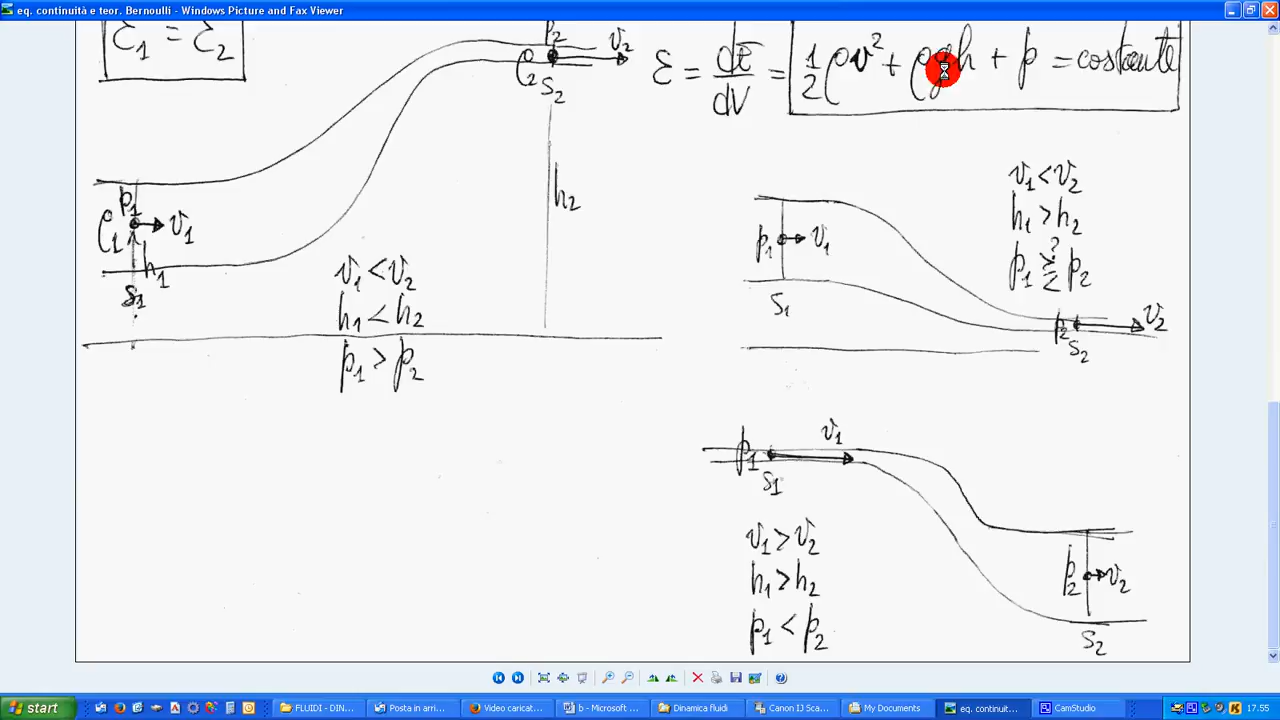 eq. continuità e teor. Bernoulli - Windows Picture and Fax Viewer
ℰ1 = ℰ2
p2
v2
ρ2
S2
ℰ = dE/dV = 1/2 ρv² + ρgh + p = costante
h2
p1
ρ1
v1
h1
S1
v1 < v2
h1 < h2
p1 > p2
p1
v1
S1
v1 < v2
h1 > h2
p1 ⋛? p2
p2
S2
v2
p1
v1
S1
v1 > v2
h1 > h2
p1 < p2
p2
v2
S2
start
FLUIDI - DIN...
Posta in arri...
Video caricat...
b - Microsoft ...
Dinamica fluidi
Canon IJ Sca...
My Documents
eq. continuit...
CamStudio
17.55